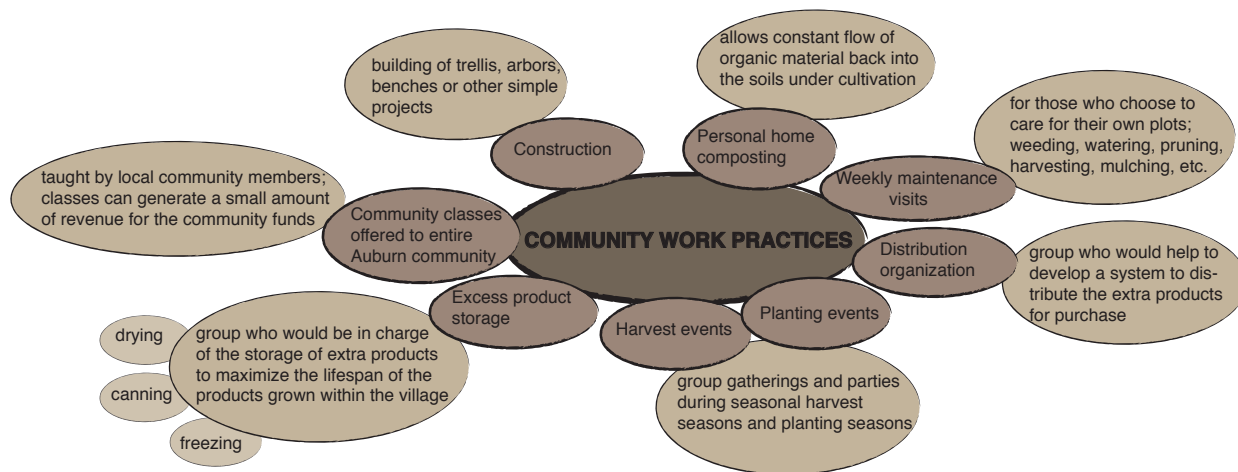 allows constant flow of
organic material back into
the soils under cultivation
building of trellis, arbors,
benches or other simple
projects
for those who choose to
care for their own plots;
weeding, watering, pruning,
harvesting, mulching, etc.
Personal home
composting
Construction
taught by local community members;
classes can generate a small amount
of revenue for the community funds
Weekly maintenance
visits
Community classes
offered to entire
Auburn community
COMMUNITY WORK PRACTICES
Distribution
organization
group who would help to
develop a system to dis-
tribute the extra products
for purchase
Excess product
storage
Harvest events
Planting events
drying
canning
freezing
group who would be in charge
of the storage of extra products
to maximize the lifespan of the
products grown within the village
group gatherings and parties
during seasonal harvest
seasons and planting seasons